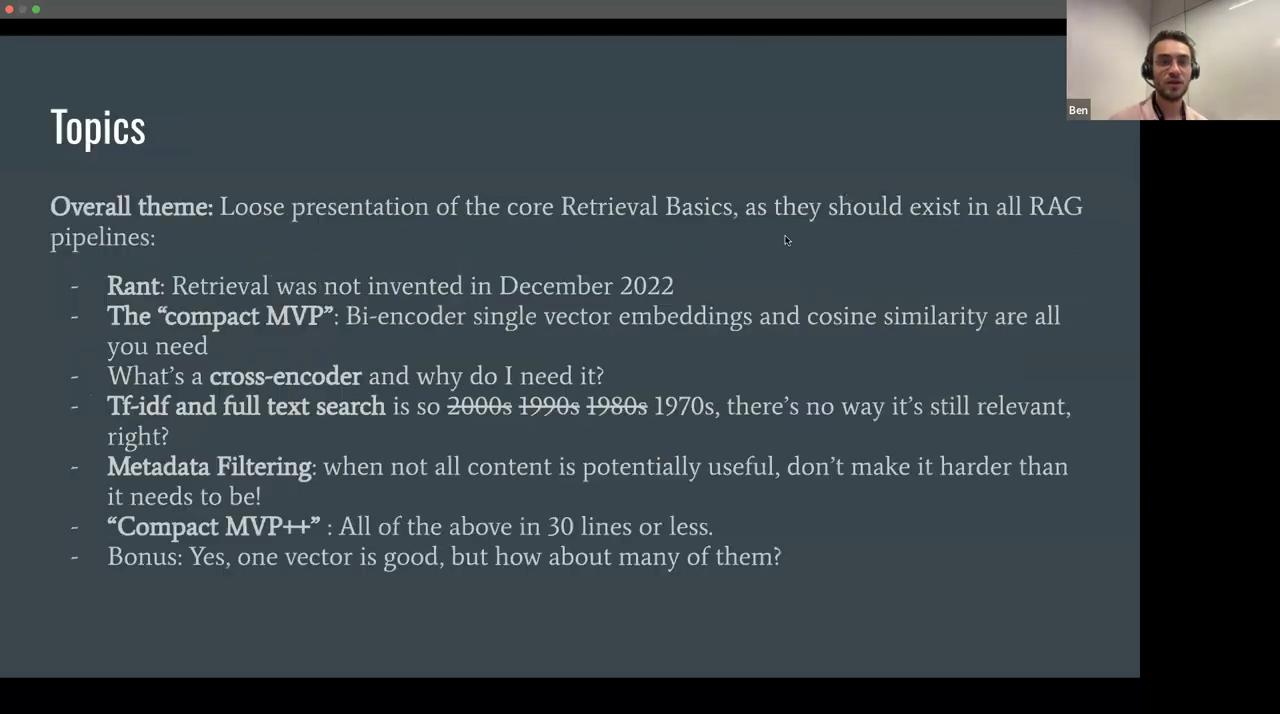 Ben
Topics
Overall theme: Loose presentation of the core Retrieval Basics, as they should exist in all RAG
pipelines:
- Rant: Retrieval was not invented in December 2022
- The “compact MVP”: Bi-encoder single vector embeddings and cosine similarity are all
you need
- What’s a cross-encoder and why do I need it?
- Tf-idf and full text search is so 2000s 1990s 1980s 1970s, there’s no way it’s still relevant,
right?
- Metadata Filtering: when not all content is potentially useful, don’t make it harder than
it needs to be!
- “Compact MVP++” : All of the above in 30 lines or less.
- Bonus: Yes, one vector is good, but how about many of them?